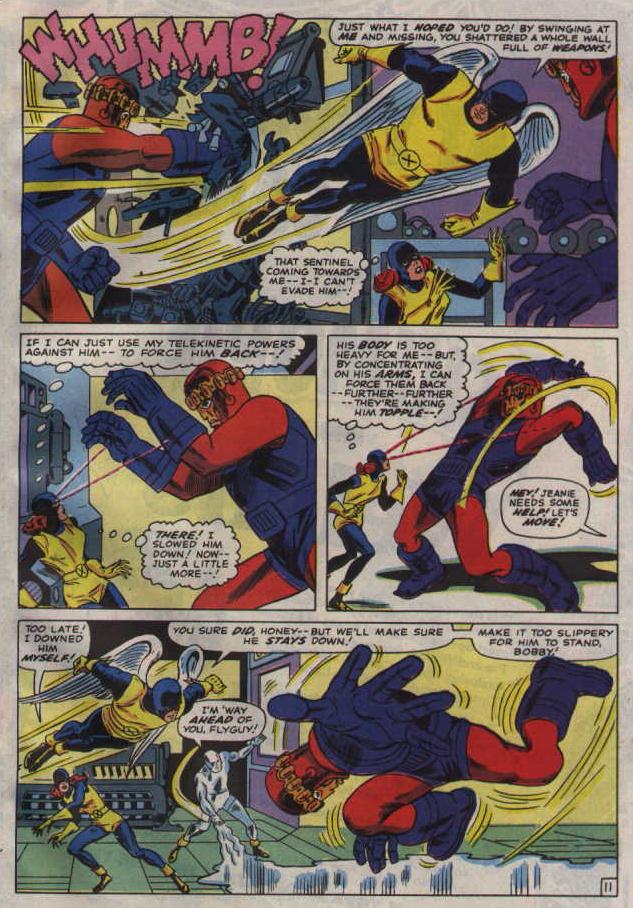 WHUMMMB!
JUST WHAT I HOPED YOU'D DO! BY SWINGING AT
ME AND MISSING, YOU SHATTERED A WHOLE WALL
FULL OF WEAPONS!
THAT SENTINEL
COMING TOWARDS
ME--I-I CAN'T
EVADE HIM--!
IF I CAN JUST USE MY TELEKINETIC POWERS
AGAINST HIM-- TO FORCE HIM BACK--!
THERE! I
SLOWED HIM
DOWN! NOW--
JUST A LITTLE
MORE--!
HIS BODY IS TOO
HEAVY FOR ME--BUT,
BY CONCENTRATING
ON HIS ARMS, I CAN
FORCE THEM BACK
--FURTHER--FURTHER
--THEY'RE MAKING
HIM TOPPLE--!
HEY! JEANIE
NEEDS SOME
HELP! LET'S
MOVE!
TOO LATE!
I DOWNED
HIM
MYSELF!
YOU SURE DID, HONEY--BUT WE'LL MAKE SURE
HE STAYS DOWN!
MAKE IT TOO SLIPPERY
FOR HIM TO STAND,
BOBBY!
I'M 'WAY
AHEAD OF
YOU, FLYGUY!
11